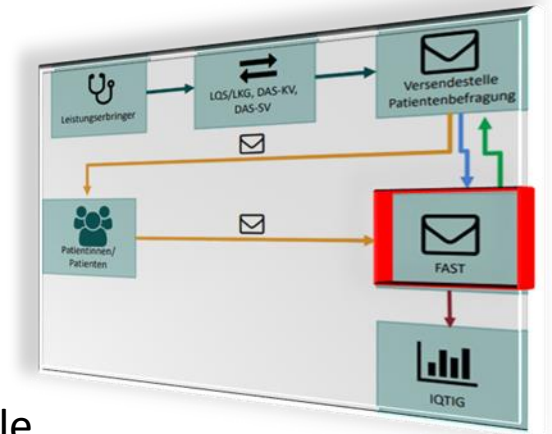 Leistungserbringer
LQS/LKG, DAS-KV,
DAS-SV
Versendestelle
Patientenbefragung
Patientinnen/
Patienten
FAST
IQTIG
le